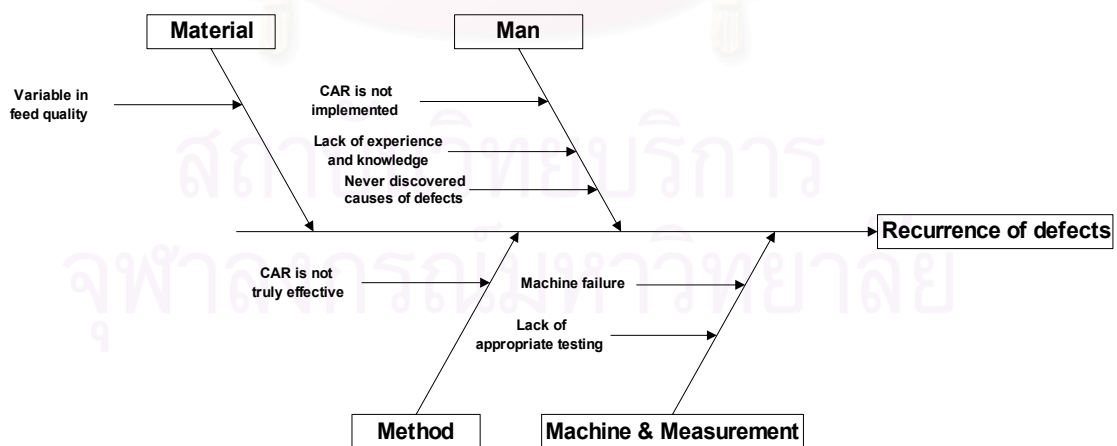 Material
Man
Variable in
feed quality
CAR is not
implemented
Lack of experience
and knowledge
Never discovered
causes of defects
สถาบันวิทยบริการ
Recurrence of defects
จุฬาลงกรณ์มหาวิทยาลัย
CAR is not
truly effective
Machine failure
Lack of
appropriate testing
Method
Machine & Measurement